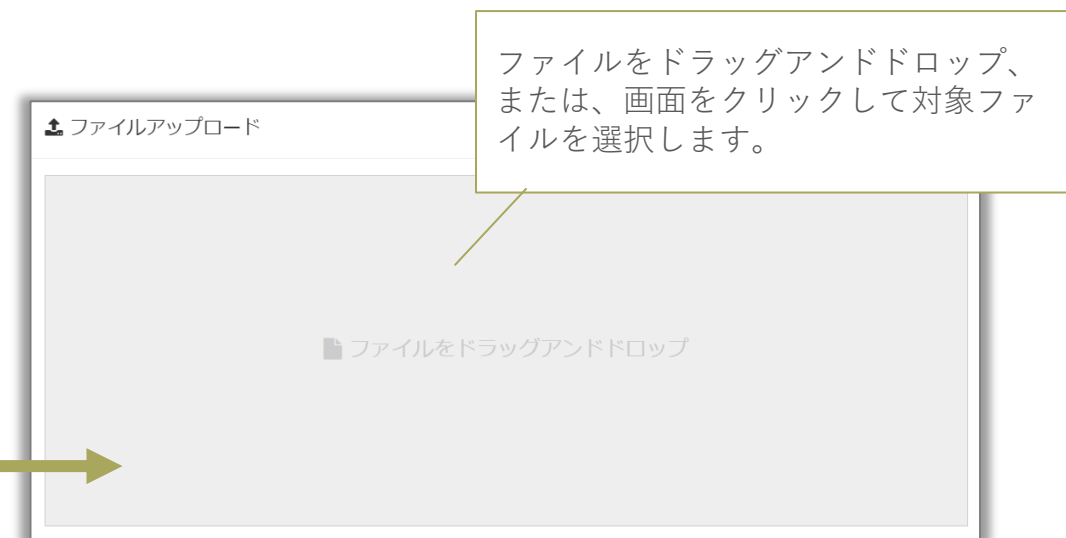 ファイルをドラッグアンドドロップ、
または、画面をクリックして対象ファ
イルを選択します。
ファイルアップロード
ファイルをドラッグアンドドロップ